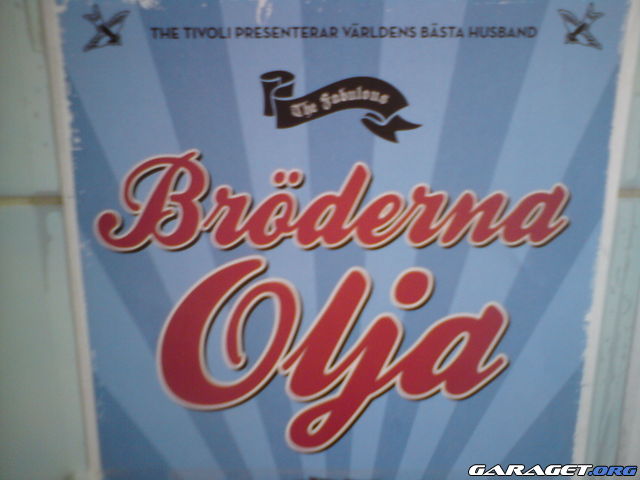 THE TIVOLI PRESENTERAR VÄRLDENS BÄSTA HUSBAND
The Fabulous
Bröderna
Olja
GARAGET.ORG